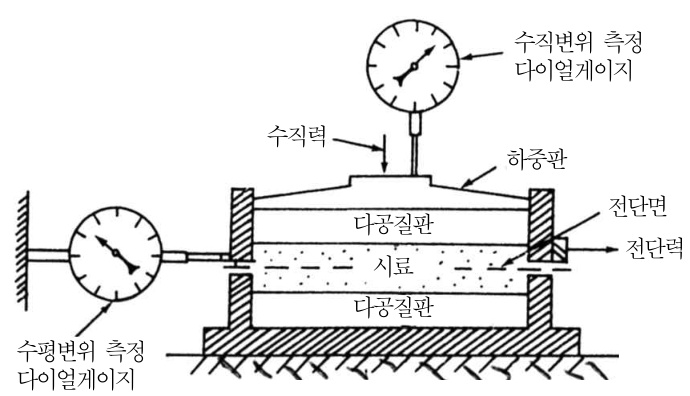 수직변위 측정
다이얼게이지
수직력
하중판
다공질판
전단면
전단력
시료
다공질판
수평변위 측정
다이얼게이지